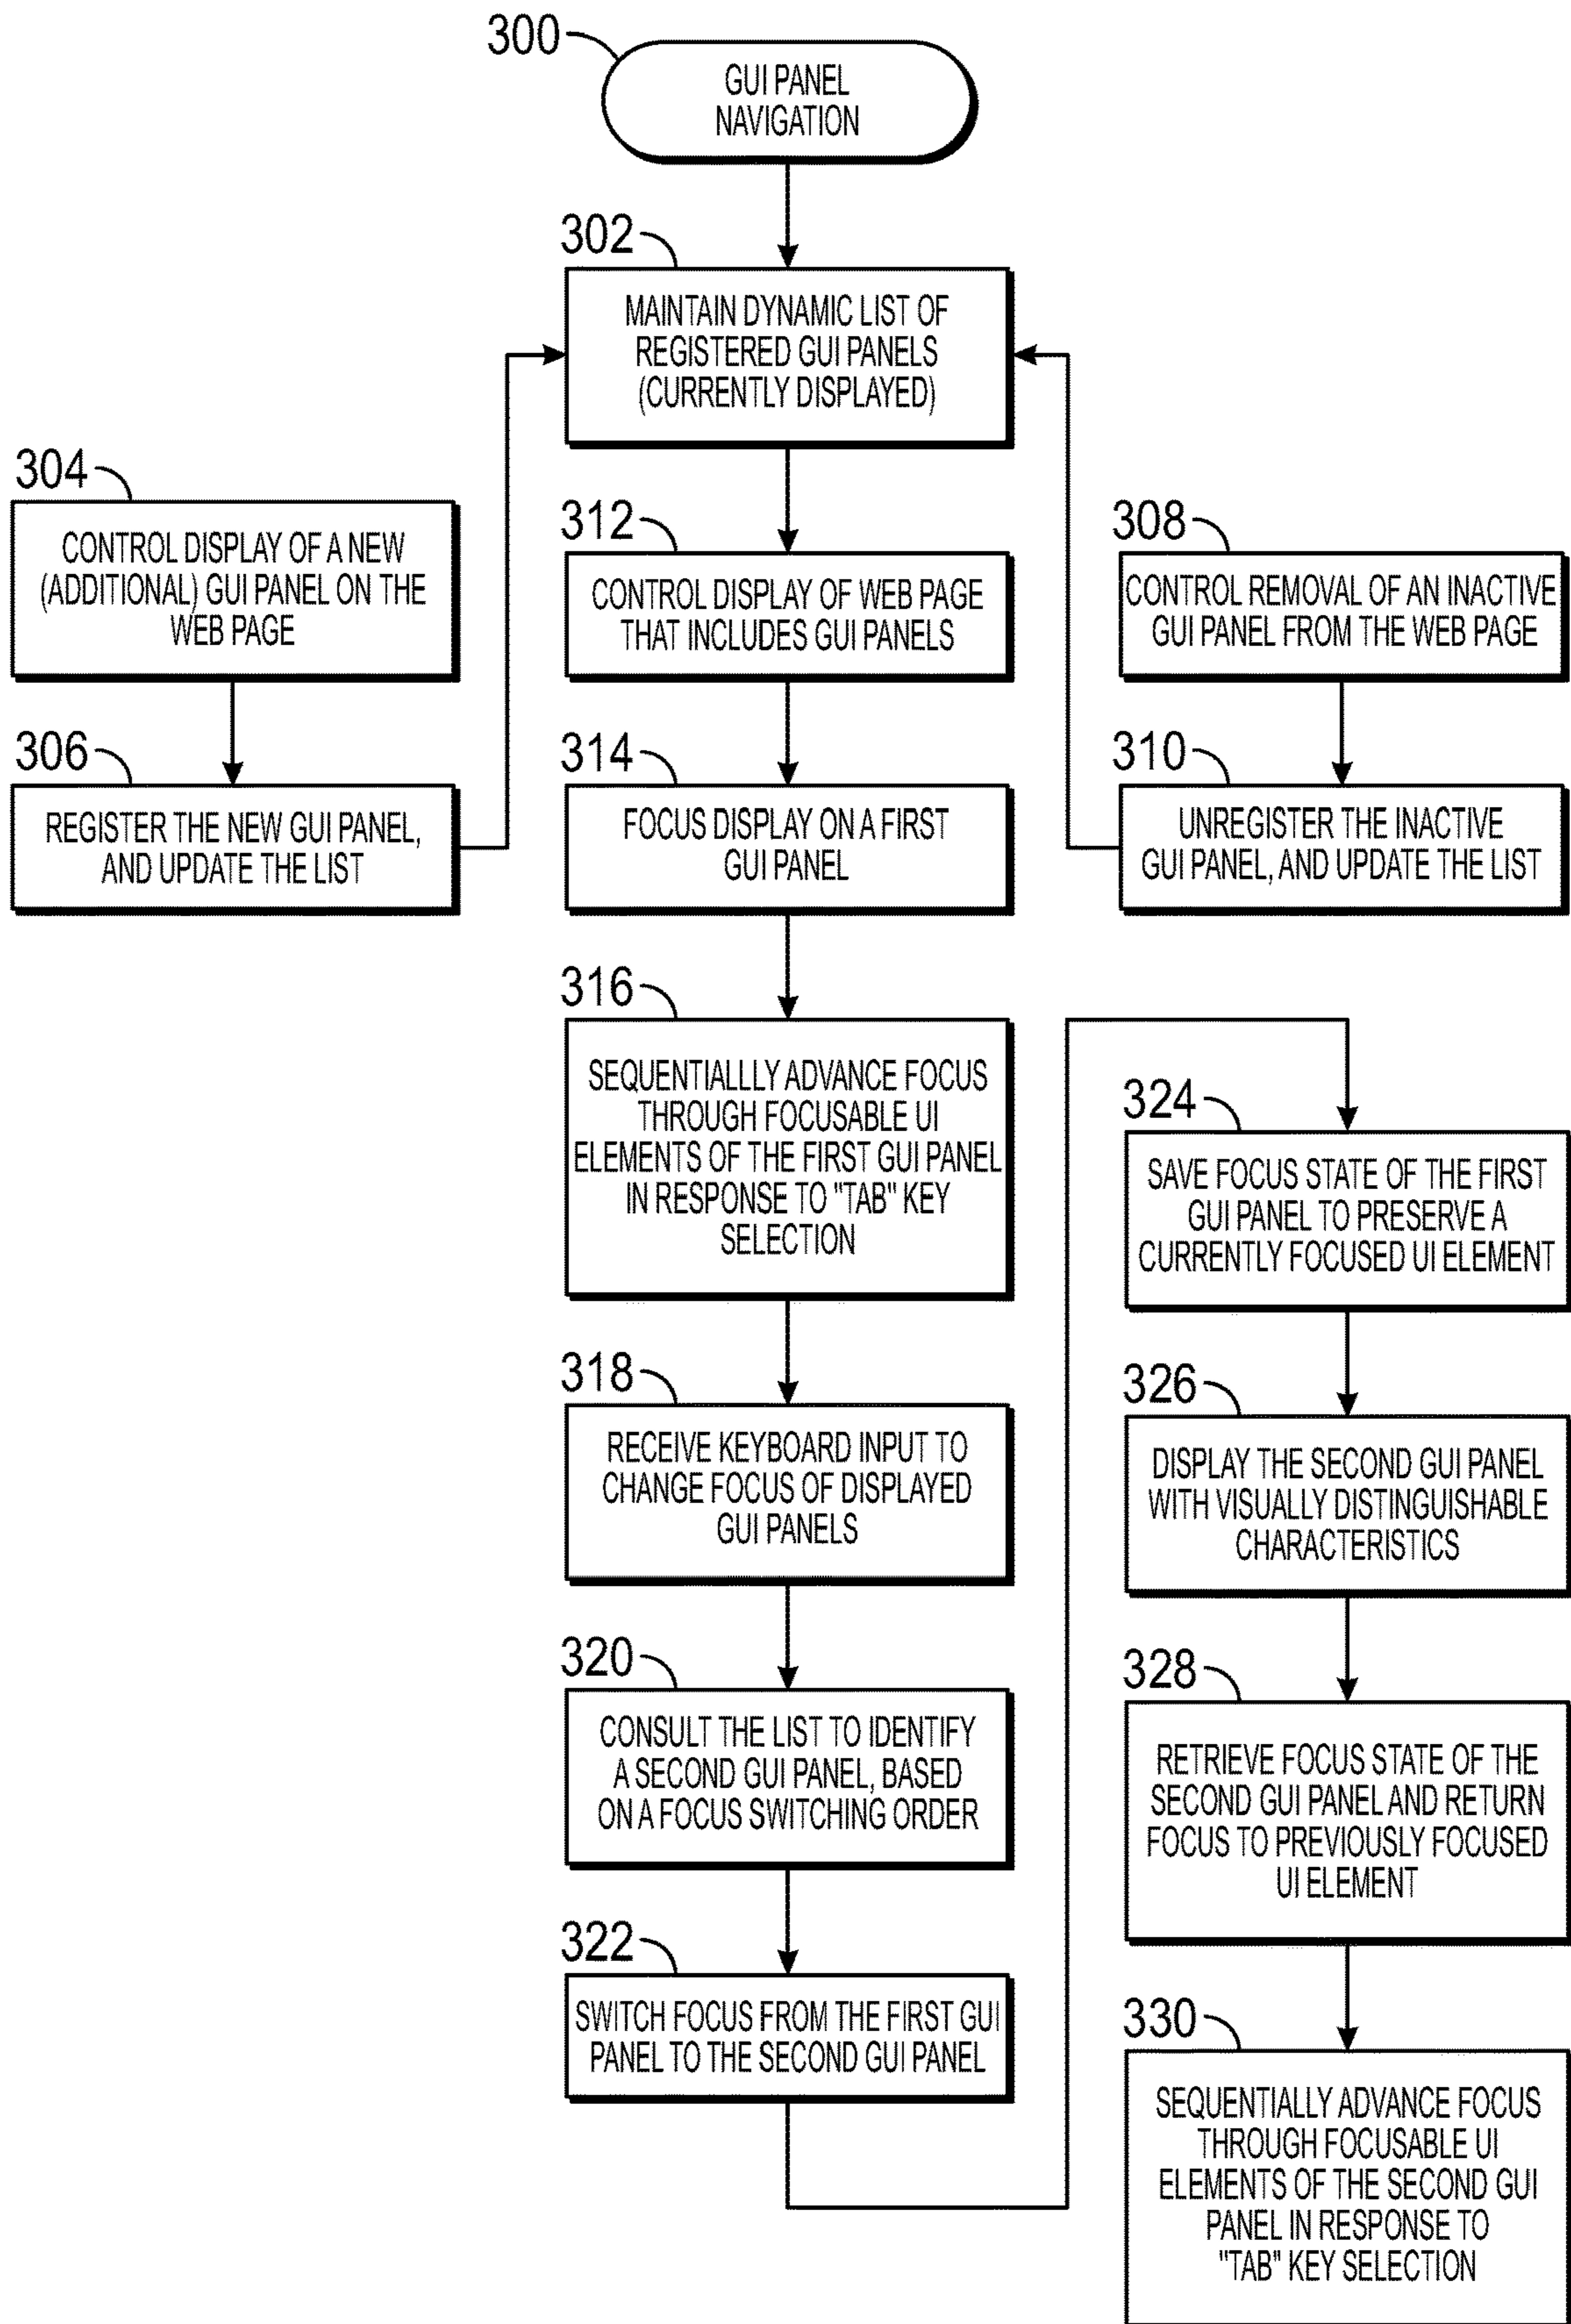 300
GUI PANEL
NAVIGATION
302
MAINTAIN DYNAMIC LIST OF
REGISTERED GUI PANELS
(CURRENTLY DISPLAYED)
304
CONTROL DISPLAY OF A NEW
(ADDITIONAL) GUI PANEL ON THE
WEB PAGE
306
REGISTER THE NEW GUI PANEL,
AND UPDATE THE LIST
312
CONTROL DISPLAY OF WEB PAGE
THAT INCLUDES GUI PANELS
308
CONTROL REMOVAL OF AN INACTIVE
GUI PANEL FROM THE WEB PAGE
310
UNREGISTER THE INACTIVE
GUI PANEL, AND UPDATE THE LIST
314
FOCUS DISPLAY ON A FIRST
GUI PANEL
316
SEQUENTIALLLY ADVANCE FOCUS
THROUGH FOCUSABLE UI
ELEMENTS OF THE FIRST GUI PANEL
IN RESPONSE TO "TAB" KEY
SELECTION
318
RECEIVE KEYBOARD INPUT TO
CHANGE FOCUS OF DISPLAYED
GUI PANELS
320
CONSULT THE LIST TO IDENTIFY
A SECOND GUI PANEL, BASED
ON A FOCUS SWITCHING ORDER
322
SWITCH FOCUS FROM THE FIRST GUI
PANEL TO THE SECOND GUI PANEL
324
SAVE FOCUS STATE OF THE FIRST
GUI PANEL TO PRESERVE A
CURRENTLY FOCUSED UI ELEMENT
326
DISPLAY THE SECOND GUI PANEL
WITH VISUALLY DISTINGUISHABLE
CHARACTERISTICS
328
RETRIEVE FOCUS STATE OF THE
SECOND GUI PANEL AND RETURN
FOCUS TO PREVIOUSLY FOCUSED
UI ELEMENT
330
SEQUENTIALLY ADVANCE FOCUS
THROUGH FOCUSABLE UI
ELEMENTS OF THE SECOND GUI
PANEL IN RESPONSE TO
"TAB" KEY SELECTION